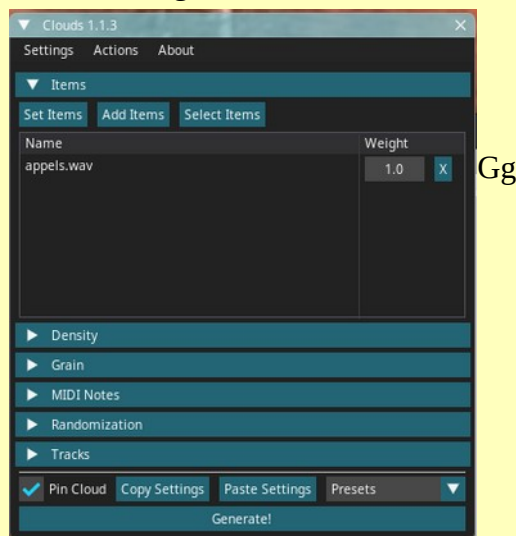 Clouds 1.1.3
Settings Actions About
Items
Set Items Add Items Select Items
Name Weight
appels.wav 1.0 X
Gg
Density
Grain
MIDI Notes
Randomization
Tracks
Pin Cloud Copy Settings Paste Settings Presets
Generate!